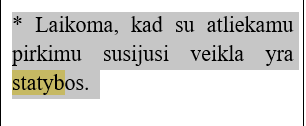 * Laikoma, kad su atliekamu
pirkimu susijusi veikla yra
statybos.